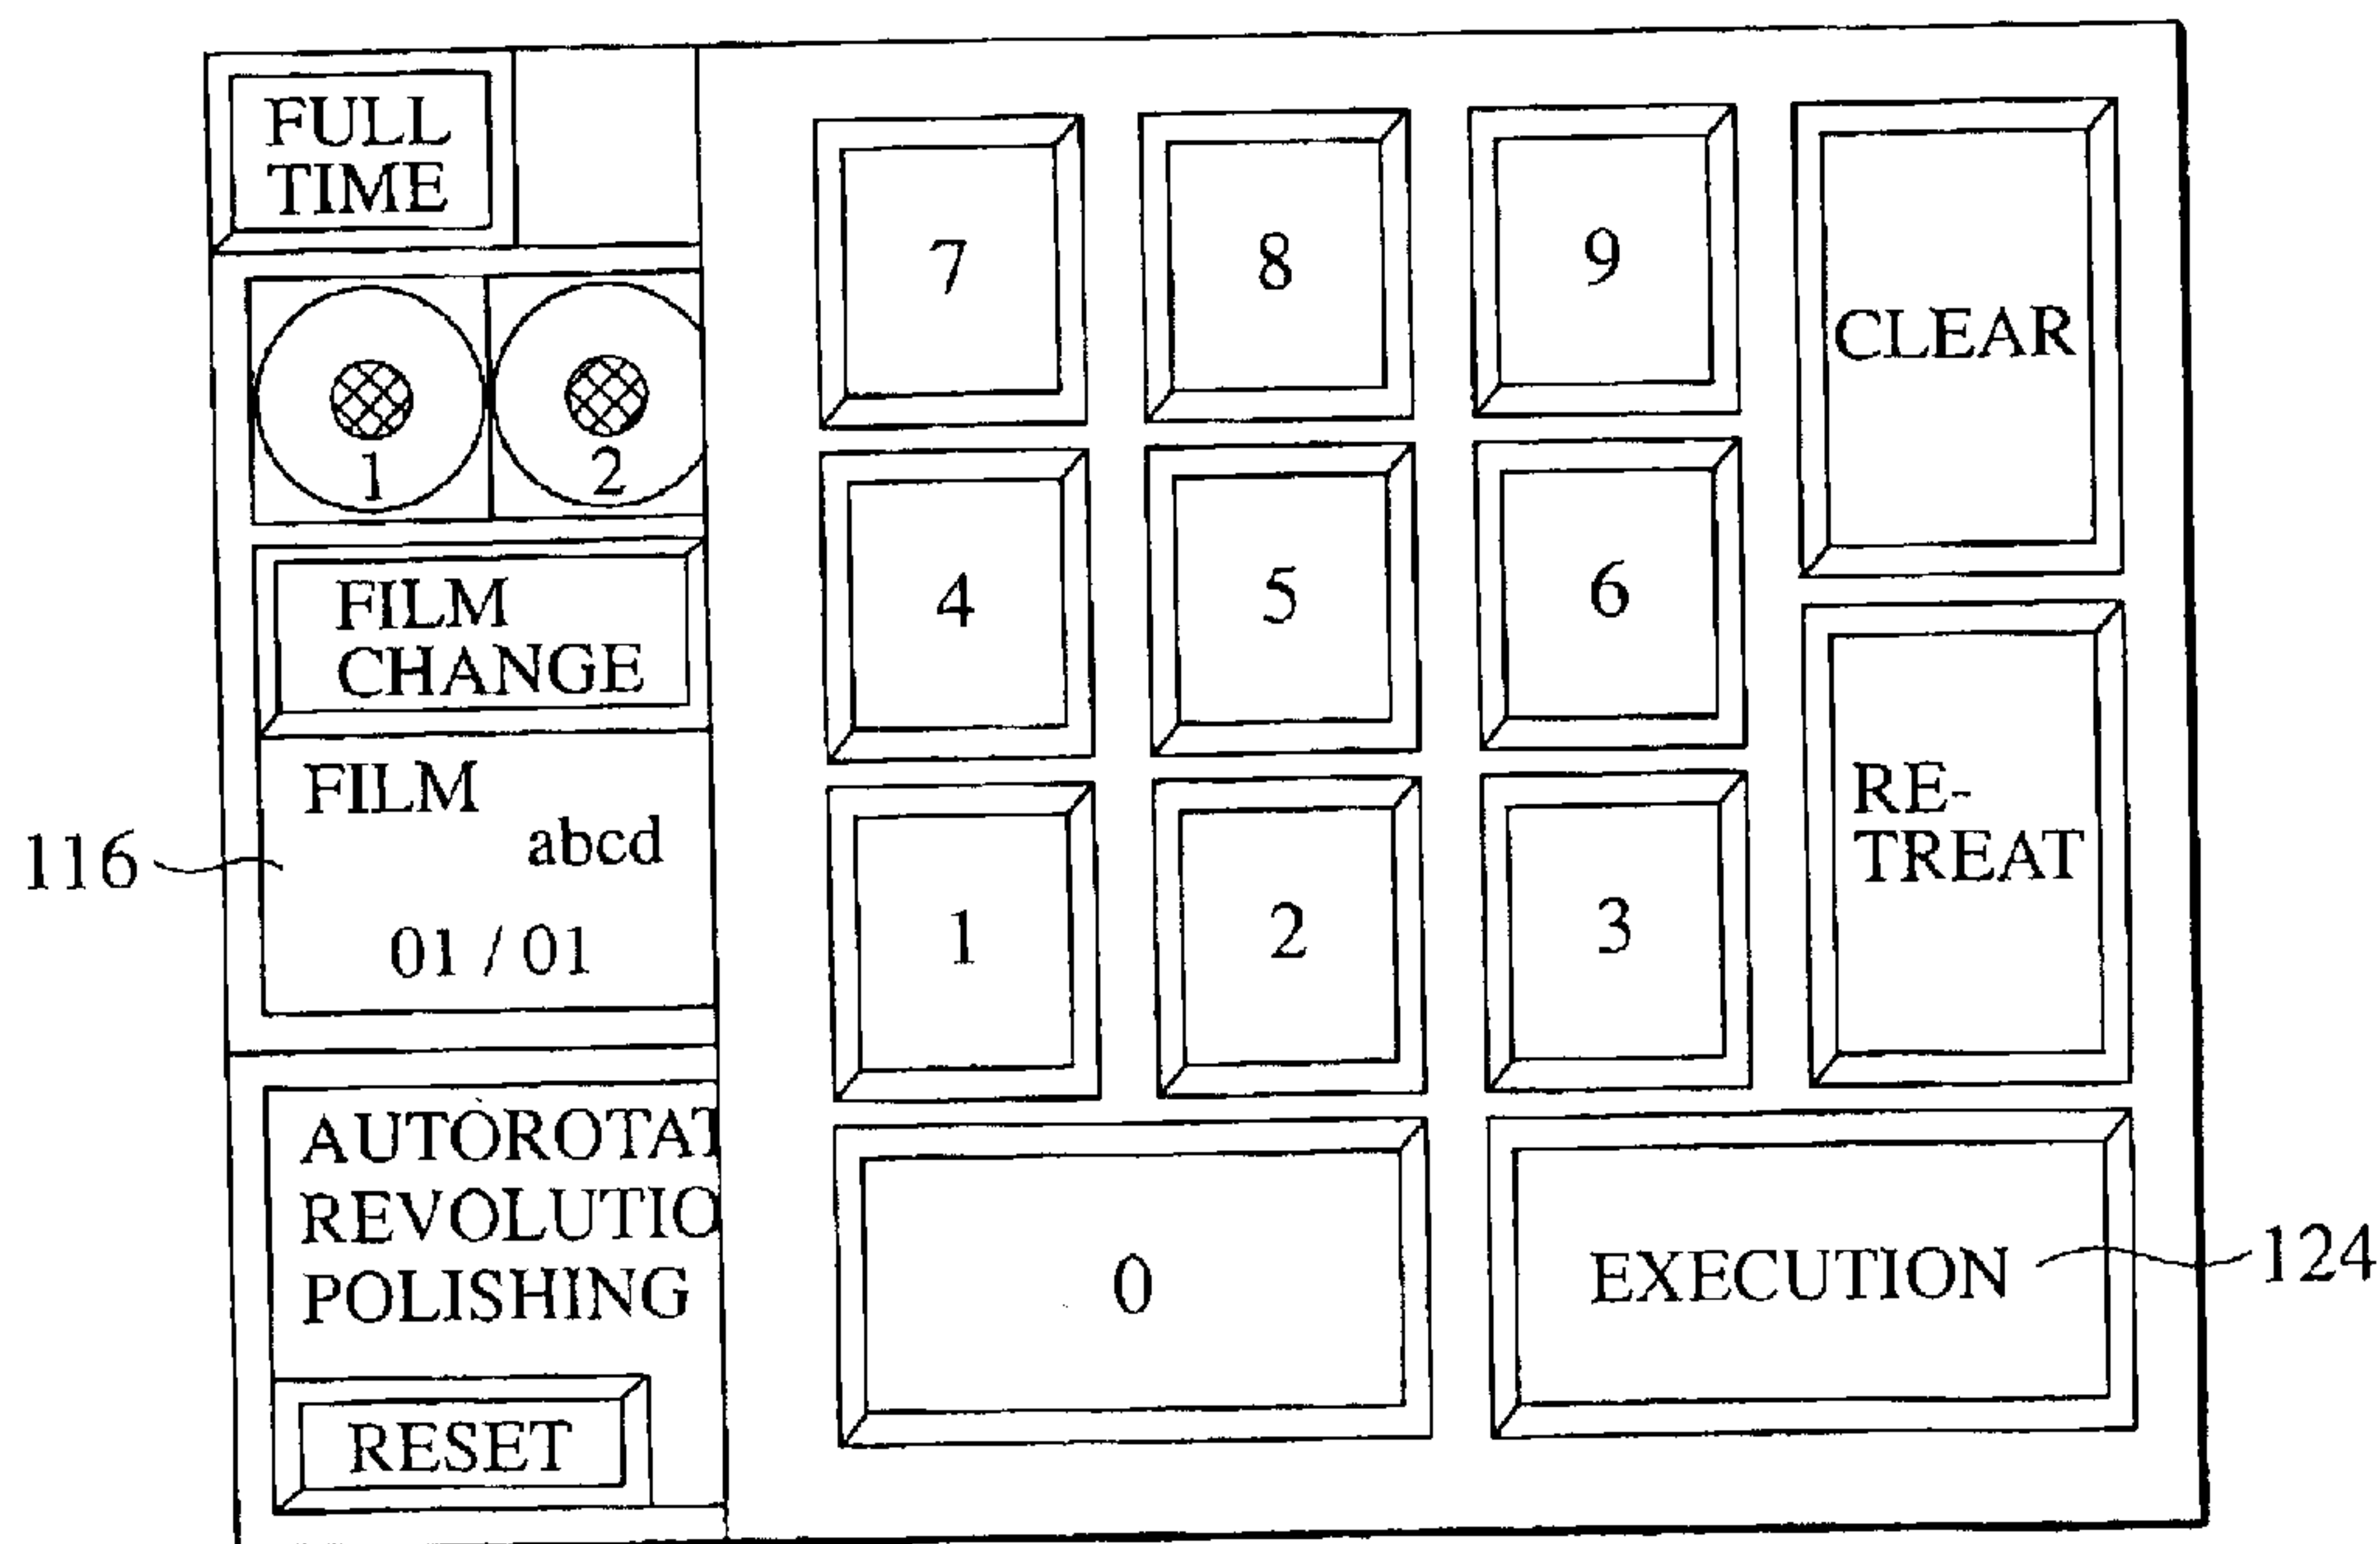 FULL
TIME
1
2
FILM
CHANGE
FILM
abcd
01 / 01
116
AUTOROTAT
REVOLUTIO
POLISHING
RESET
7
8
9
CLEAR
4
5
6
RE-
TREAT
1
2
3
0
EXECUTION
124